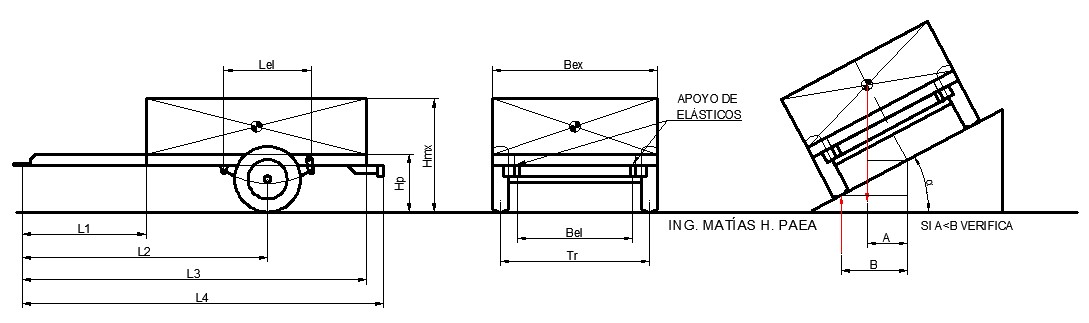 Lel
Hmx
Hp
L1
L2
L3
L4
Bex
APOYO DE
ELÁSTICOS
Bel
Tr
ING. MATÍAS H. PAEA
α
A
B
SI A<B VERIFICA